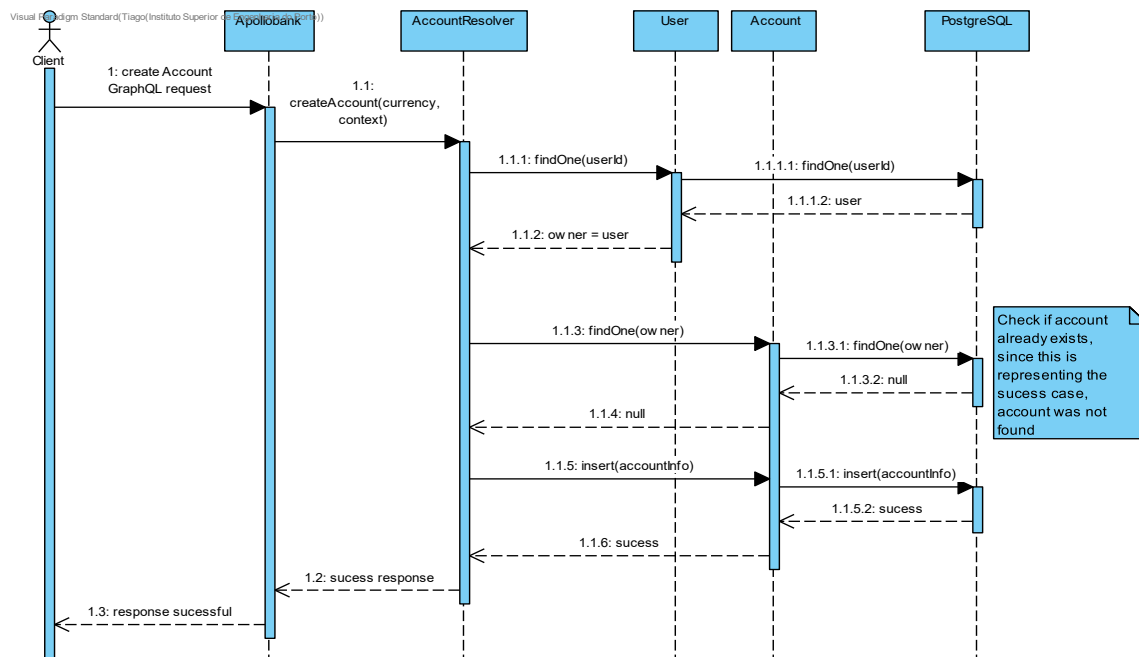 Visual Paradigm Standard(Tiago(Instituto Superior de Engenharia do Porto))
Client
Apollobank
AccountResolver
User
Account
PostgreSQL
1: create Account
GraphQL request
1.1:
createAccount(currency,
context)
1.1.1: findOne(userId)
1.1.1.1: findOne(userId)
1.1.1.2: user
1.1.2: owner = user
1.1.3: findOne(owner)
1.1.3.1: findOne(owner)
1.1.3.2: null
1.1.4: null
Check if account
already exists,
since this is
representing the
sucess case,
account was not
found
1.1.5: insert(accountInfo)
1.1.5.1: insert(accountInfo)
1.1.5.2: sucess
1.1.6: sucess
1.2: sucess response
1.3: response sucessful